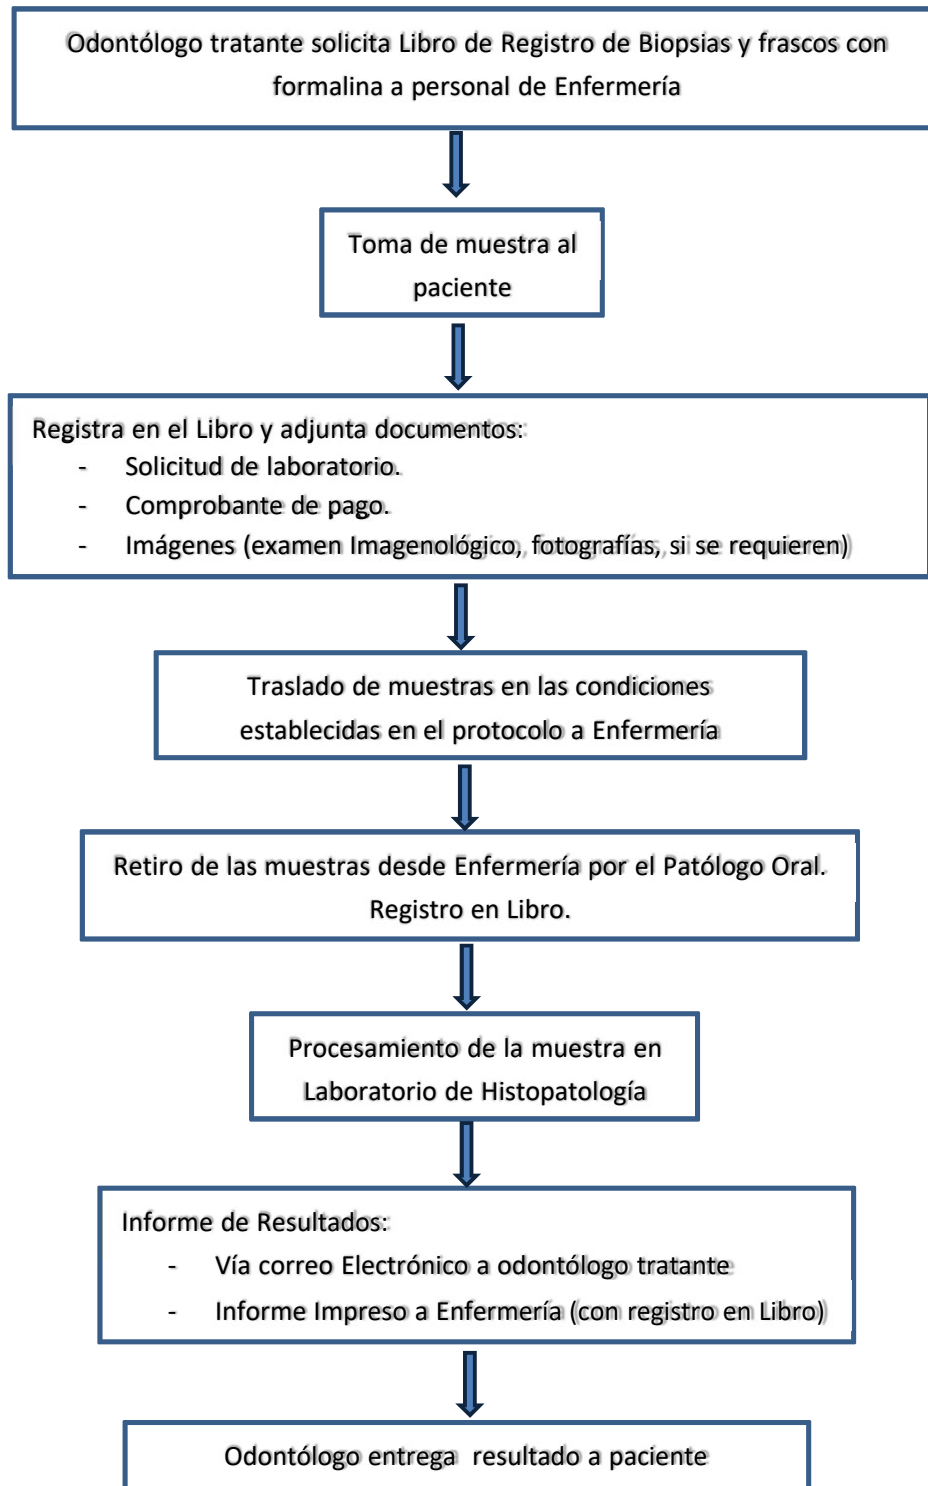 Odontólogo tratante solicita Libro de Registro de Biopsias y frascos con
formalina a personal de Enfermería
Toma de muestra al
paciente
Registra en el Libro y adjunta documentos:
- Solicitud de laboratorio.
- Comprobante de pago.
- Imágenes (examen Imagenológico, fotografías, si se requieren)
Traslado de muestras en las condiciones
establecidas en el protocolo a Enfermería
Retiro de las muestras desde Enfermería por el Patólogo Oral.
Registro en Libro.
Procesamiento de la muestra en
Laboratorio de Histopatología
Informe de Resultados:
- Vía correo Electrónico a odontólogo tratante
- Informe Impreso a Enfermería (con registro en Libro)
Odontólogo entrega resultado a paciente